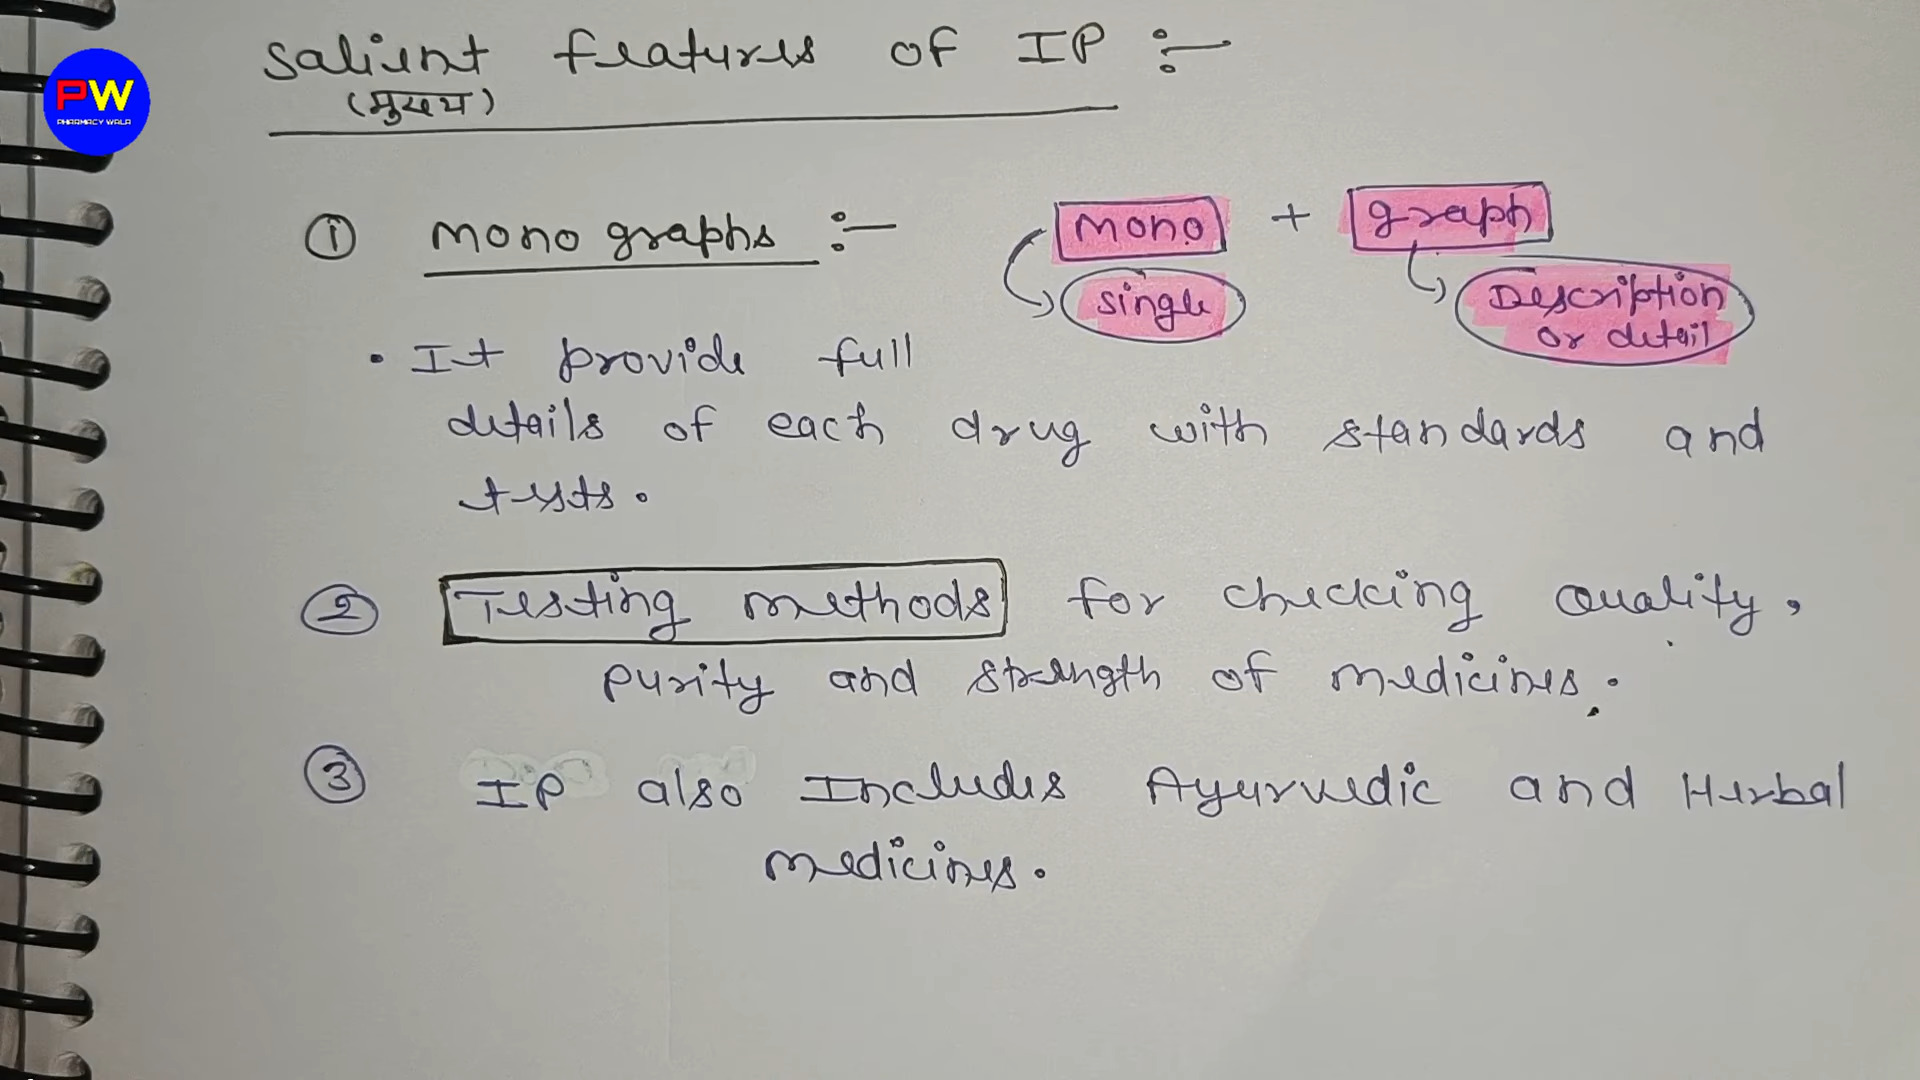 PW
PHARMACY WALA
Salient features of IP :-
(मुख्य)
① Mono graphs :-
mono + graph
single
Description
or detail
• It provide full
details of each drug with standards and
tests.
② Testing methods for checking Quality,
purity and strength of medicines.
③ IP also Includes Ayurvedic and Herbal
medicines.